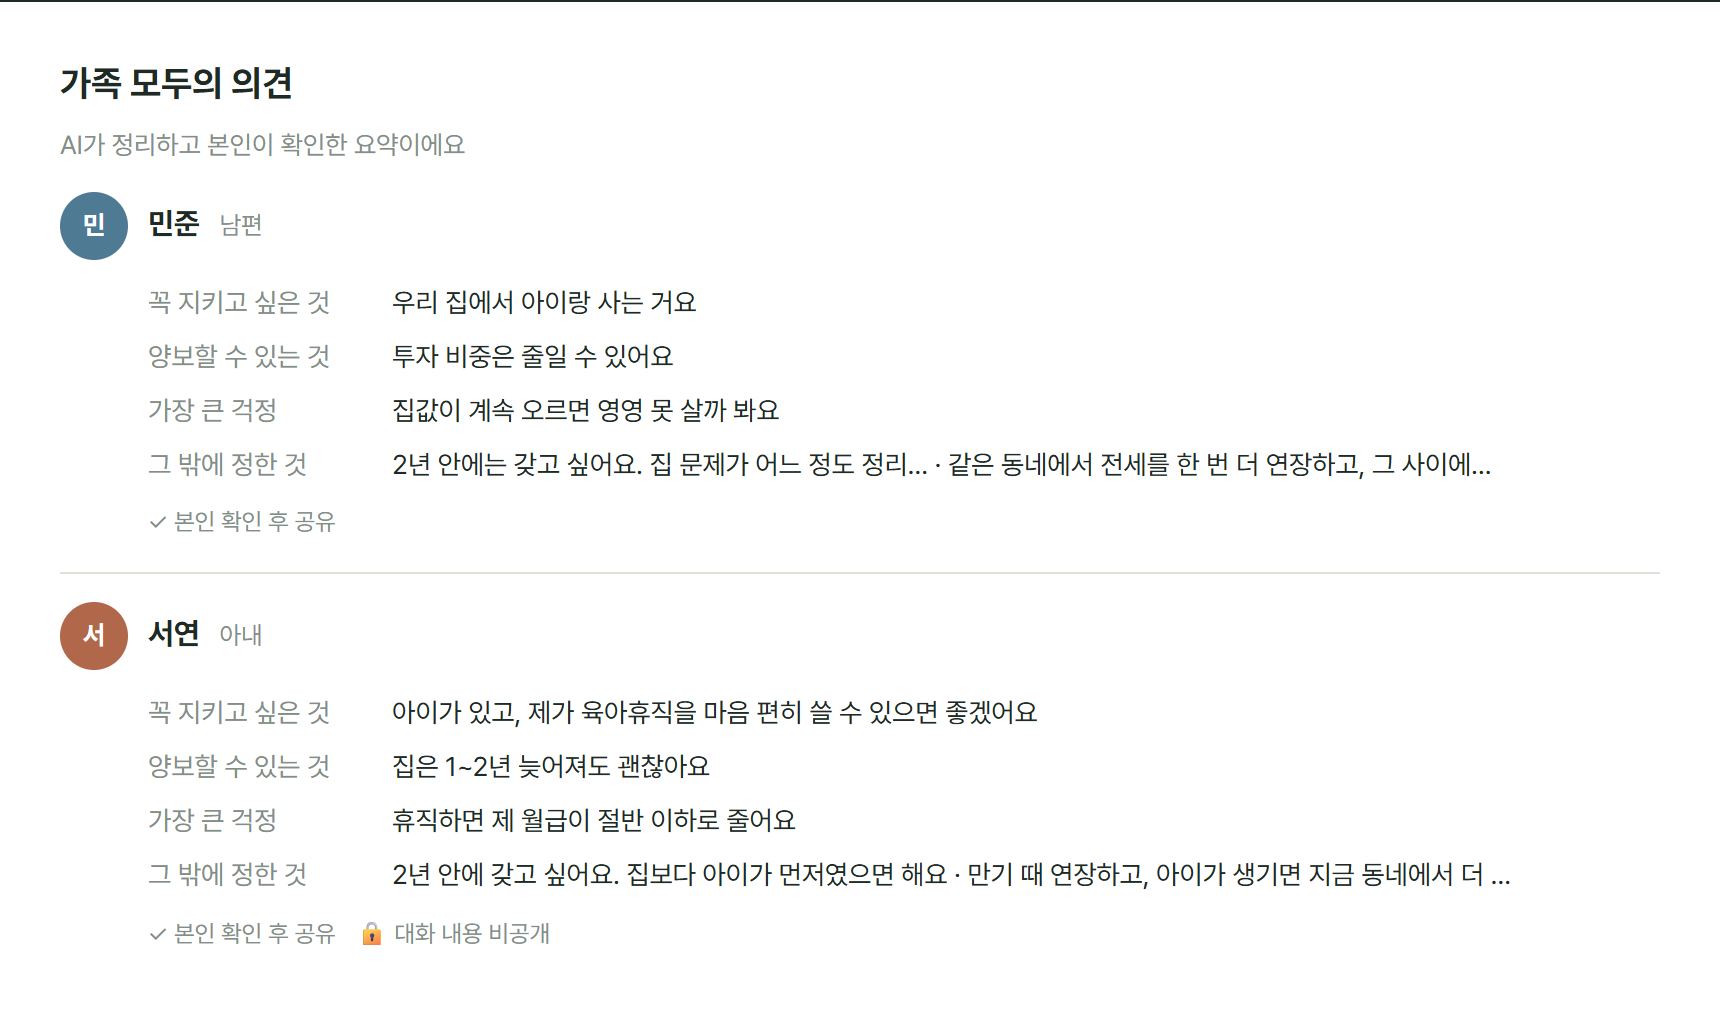 가족 모두의 의견
AI가 정리하고 본인이 확인한 요약이에요
민 민준 남편
꼭 지키고 싶은 것 우리 집에서 아이랑 사는 거요
양보할 수 있는 것 투자 비중은 줄일 수 있어요
가장 큰 걱정 집값이 계속 오르면 영영 못 살까 봐요
그 밖에 정한 것 2년 안에는 갖고 싶어요. 집 문제가 어느 정도 정리... · 같은 동네에서 전세를 한 번 더 연장하고, 그 사이에...
✓ 본인 확인 후 공유
서 서연 아내
꼭 지키고 싶은 것 아이가 있고, 제가 육아휴직을 마음 편히 쓸 수 있으면 좋겠어요
양보할 수 있는 것 집은 1~2년 늦어져도 괜찮아요
가장 큰 걱정 휴직하면 제 월급이 절반 이하로 줄어요
그 밖에 정한 것 2년 안에 갖고 싶어요. 집보다 아이가 먼저였으면 해요 · 만기 때 연장하고, 아이가 생기면 지금 동네에서 더 ...
✓ 본인 확인 후 공유 🔒 대화 내용 비공개